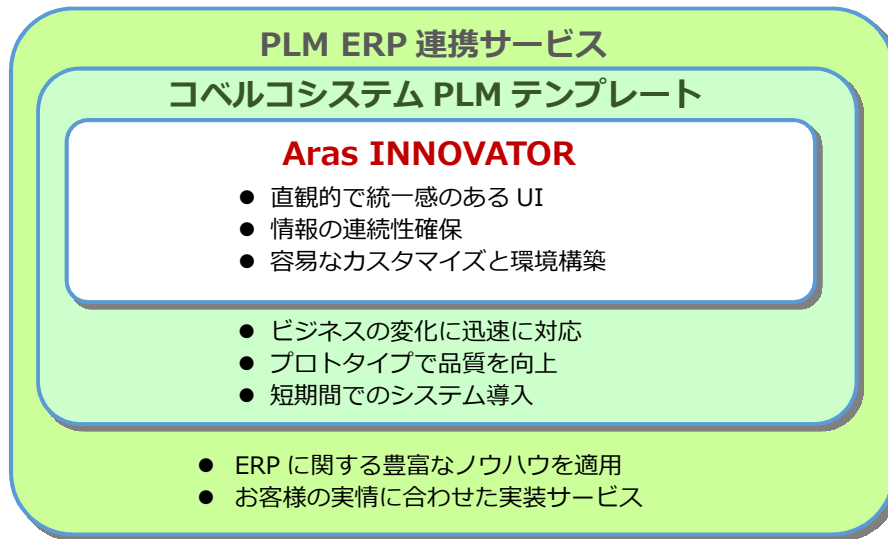 PLM ERP 連携サービス
コベルコシステム PLM テンプレート
Aras INNOVATOR
● 直観的で統一感のある UI
● 情報の連続性確保
● 容易なカスタマイズと環境構築
● ビジネスの変化に迅速に対応
● プロトタイプで品質を向上
● 短期間でのシステム導入
● ERP に関する豊富なノウハウを適用
● お客様の実情に合わせた実装サービス